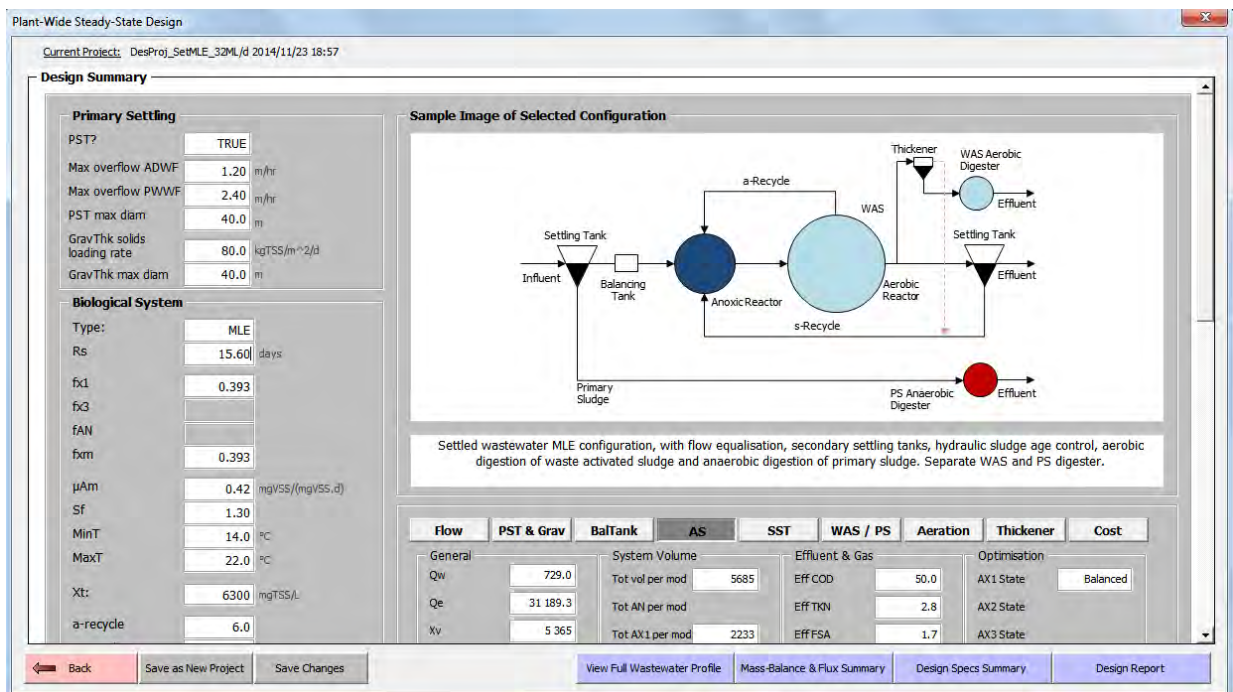 Plant-Wide Steady-State Design
Current Project: DesProj_SetMLE_32ML/d 2014/11/23 18:57
Design Summary
Primary Settling
PST? TRUE
Max overflow ADWF 1.20 m/hr
Max overflow PWWF 2.40 m/hr
PST max diam 40.0 m
GravThk solids
loading rate 80.0 kgTSS/m^2/d
GravThk max diam 40.0 m
Biological System
Type: MLE
Rs 15.60 days
fx1 0.393
fx3
fAN
fxm 0.393
µAm 0.42 mgVSS/(mgVSS.d)
Sf 1.30
MinT 14.0 ºC
MaxT 22.0 ºC
Xt: 6300 mgTSS/L
a-recycle 6.0
Sample Image of Selected Configuration
Thickener
WAS Aerobic
Digester
a-Recycle
Effluent
WAS
Settling Tank
Settling Tank
Influent
Balancing
Tank
Anoxic Reactor
Aerobic
Reactor
Effluent
s-Recycle
Primary
Sludge
PS Anaerobic
Digester
Effluent
Settled wastewater MLE configuration, with flow equalisation, secondary settling tanks, hydraulic sludge age control, aerobic
digestion of waste activated sludge and anaerobic digestion of primary sludge. Separate WAS and PS digester.
Flow PST & Grav BalTank AS SST WAS / PS Aeration Thickener Cost
General
Qw 729.0
Qe 31 189.3
Xv 5 365
System Volume
Tot vol per mod 5685
Tot AN per mod
Tot AX1 per mod 2233
Effluent & Gas
Eff COD 50.0
Eff TKN 2.8
Eff FSA 1.7
Optimisation
AX1 State Balanced
AX2 State
AX3 State
Back Save as New Project Save Changes View Full Wastewater Profile Mass-Balance & Flux Summary Design Specs Summary Design Report